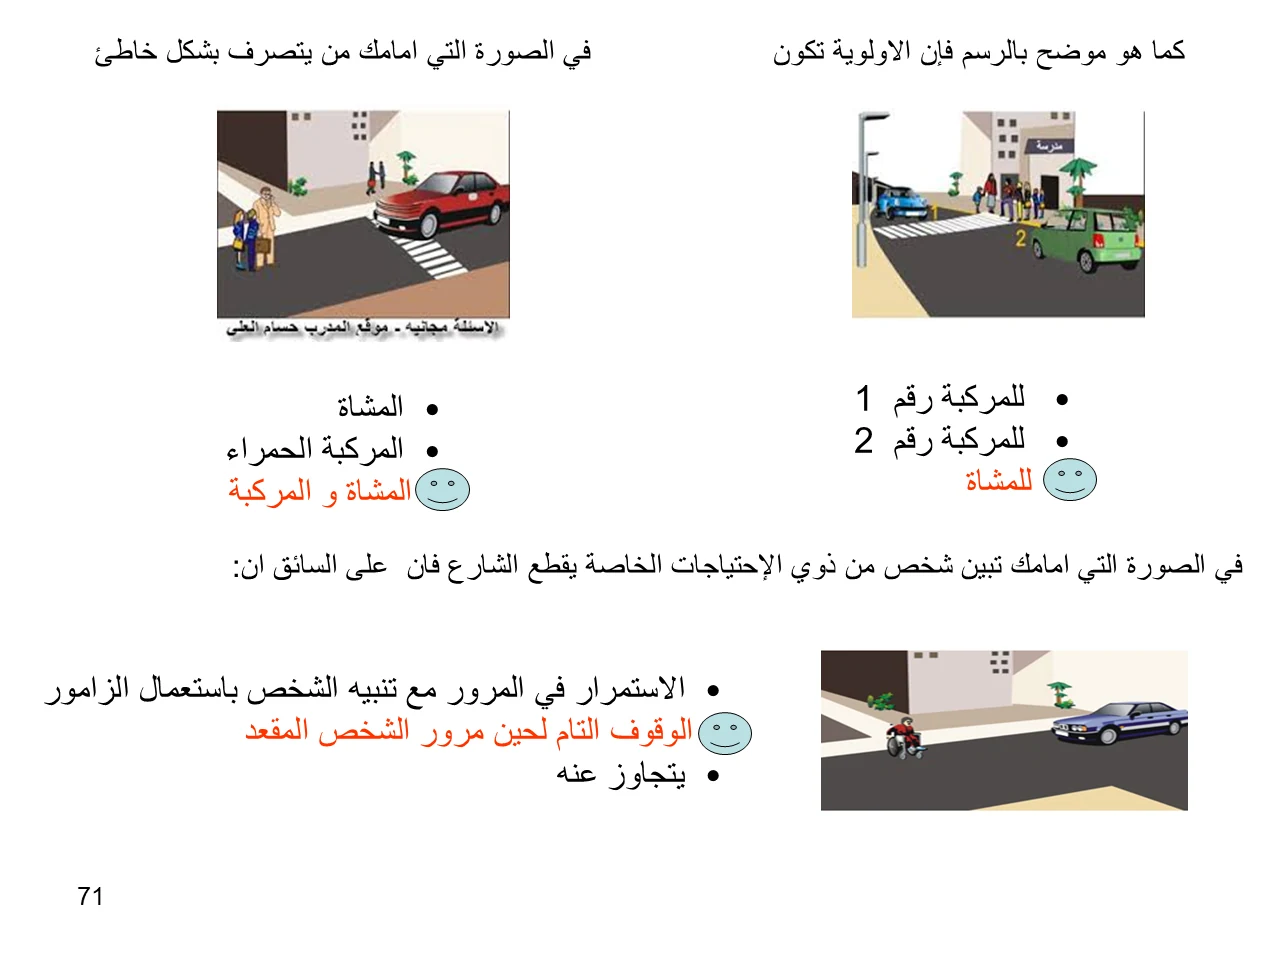 كما هو موضح بالرسم فإن الاولوية تكون
مدرسة
1
2
للمركبة رقم 1
للمركبة رقم 2
للمشاة
في الصورة التي امامك من يتصرف بشكل خاطئ
الاسئلة مجانيه - موقع المدرب حسام العلي
المشاة
المركبة الحمراء
المشاة و المركبة
في الصورة التي امامك تبين شخص من ذوي الإحتياجات الخاصة يقطع الشارع فان على السائق ان:
الاستمرار في المرور مع تنبيه الشخص باستعمال الزامور
الوقوف التام لحين مرور الشخص المقعد
يتجاوز عنه
71